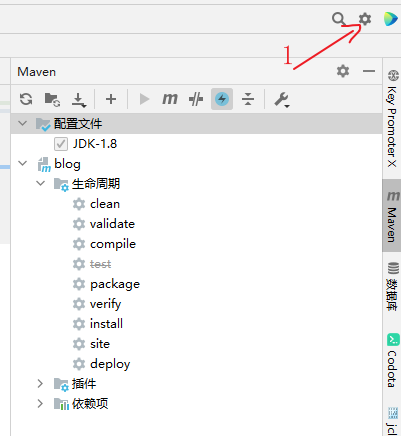 1
Maven
配置文件
JDK-1.8
blog
生命周期
clean
validate
compile
test
package
verify
install
site
deploy
插件
依赖项
Key Promoter X
m Maven
数据库
Codota